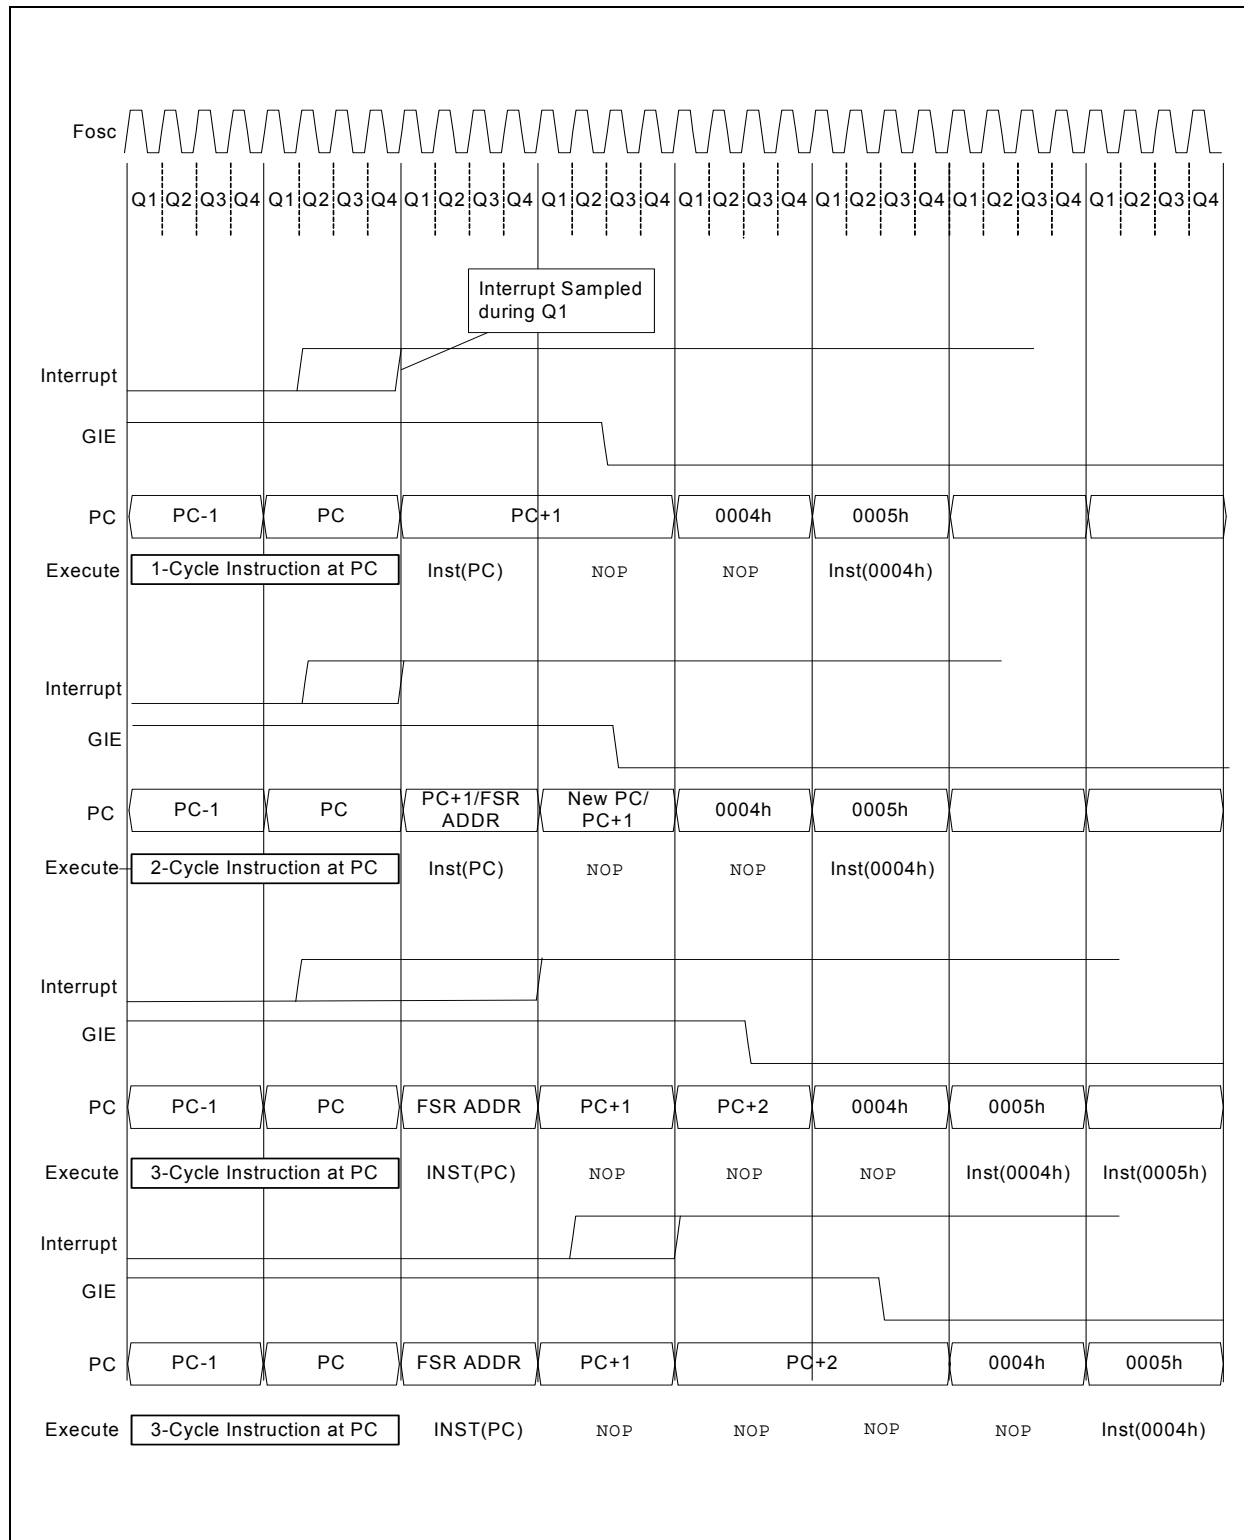 Fosc
Q1 Q2 Q3 Q4 Q1 Q2 Q3 Q4 Q1 Q2 Q3 Q4 Q1 Q2 Q3 Q4 Q1 Q2 Q3 Q4 Q1 Q2 Q3 Q4 Q1 Q2 Q3 Q4 Q1 Q2 Q3 Q4
Interrupt Sampled
during Q1
Interrupt
GIE
PC PC-1 PC PC+1 0004h 0005h
Execute 1-Cycle Instruction at PC Inst(PC) NOP NOP Inst(0004h)
Interrupt
GIE
PC PC-1 PC PC+1/FSR ADDR New PC/ PC+1 0004h 0005h
Execute 2-Cycle Instruction at PC Inst(PC) NOP NOP Inst(0004h)
Interrupt
GIE
PC PC-1 PC FSR ADDR PC+1 PC+2 0004h 0005h
Execute 3-Cycle Instruction at PC INST(PC) NOP NOP NOP Inst(0004h) Inst(0005h)
Interrupt
GIE
PC PC-1 PC FSR ADDR PC+1 PC+2 0004h 0005h
Execute 3-Cycle Instruction at PC INST(PC) NOP NOP NOP NOP Inst(0004h)